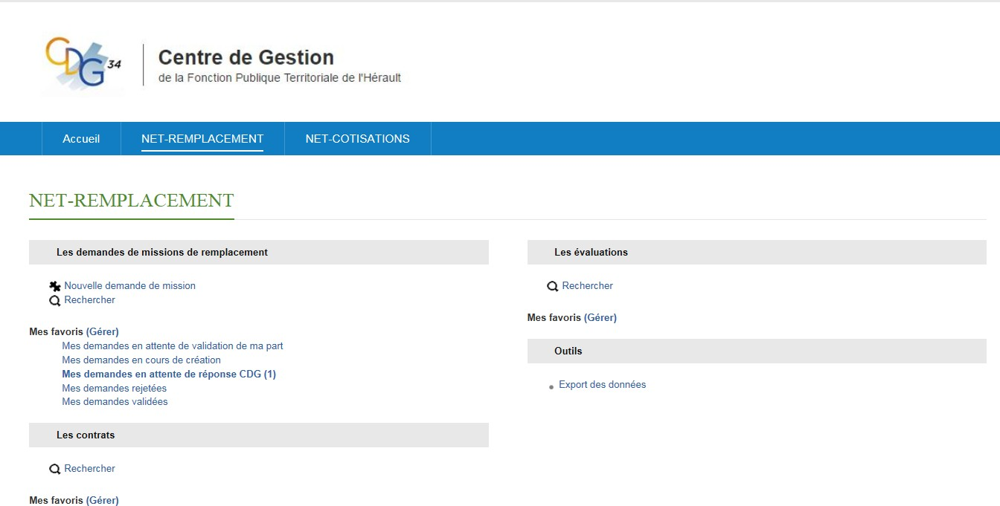 CDG 34
Centre de Gestion
de la Fonction Publique Territoriale de l'Hérault
Accueil
NET-REMPLACEMENT
NET-COTISATIONS
NET-REMPLACEMENT
Les demandes de missions de remplacement
Nouvelle demande de mission
Rechercher
Mes favoris (Gérer)
Mes demandes en attente de validation de ma part
Mes demandes en cours de création
Mes demandes en attente de réponse CDG (1)
Mes demandes rejetées
Mes demandes validées
Les contrats
Rechercher
Mes favoris (Gérer)
Les évaluations
Rechercher
Mes favoris (Gérer)
Outils
Export des données